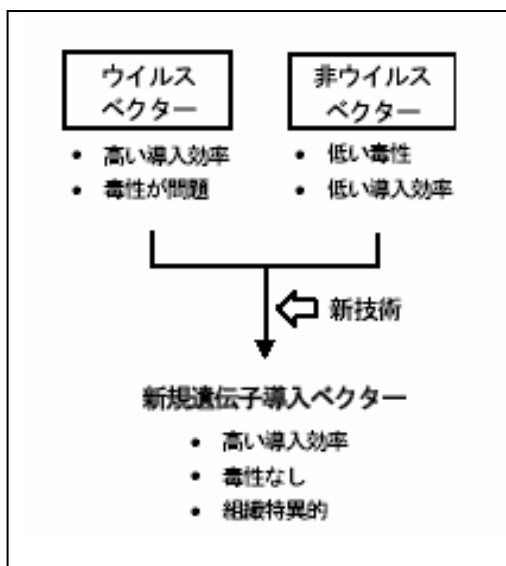 ウイルス
ベクター
非ウイルス
ベクター
• 高い導入効率
• 毒性が問題
• 低い毒性
• 低い導入効率
新技術
新規遺伝子導入ベクター
• 高い導入効率
• 毒性なし
• 組織特異的